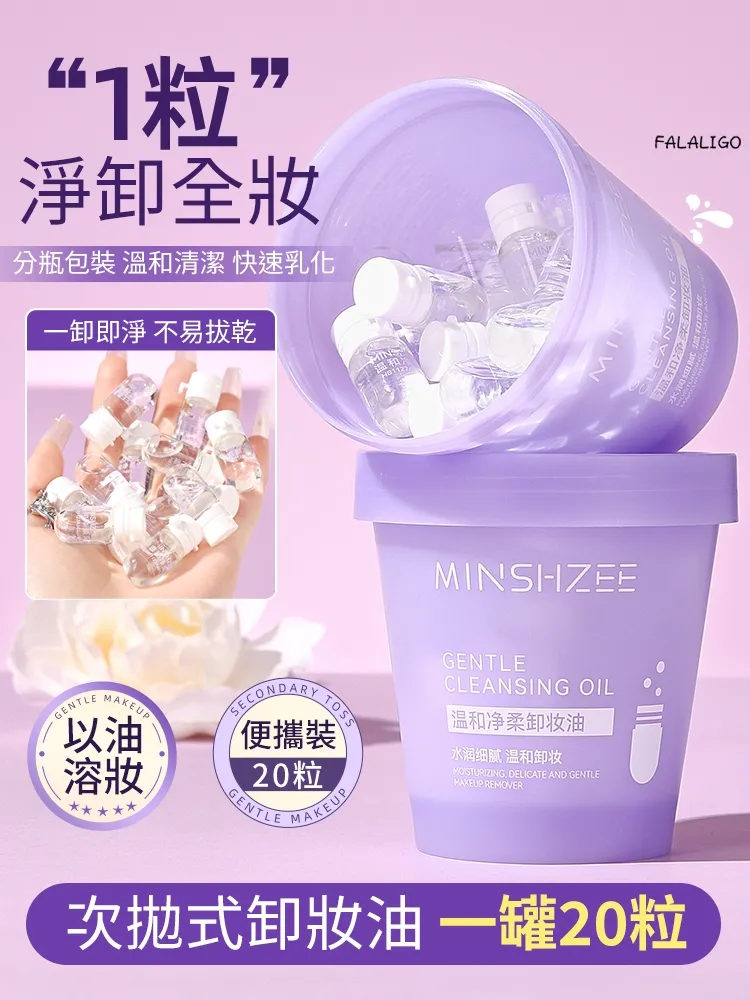 “1粒”
淨卸全妝
分瓶包裝 溫和清潔 快速乳化
FALALIGO
一卸即淨 不易拔乾
MINSHZEE
GENTLE
CLEANSING OIL
温和净柔卸妆油
水润细腻 温和卸妆
MOISTURIZING, DELICATE AND GENTLE
MAKEUP REMOVER
GENTLE MAKEUP
以油
溶妝
SECONDARY TOSS
便攜裝
20粒
GENTLE MAKEUP
次拋式卸妝油 一罐20粒